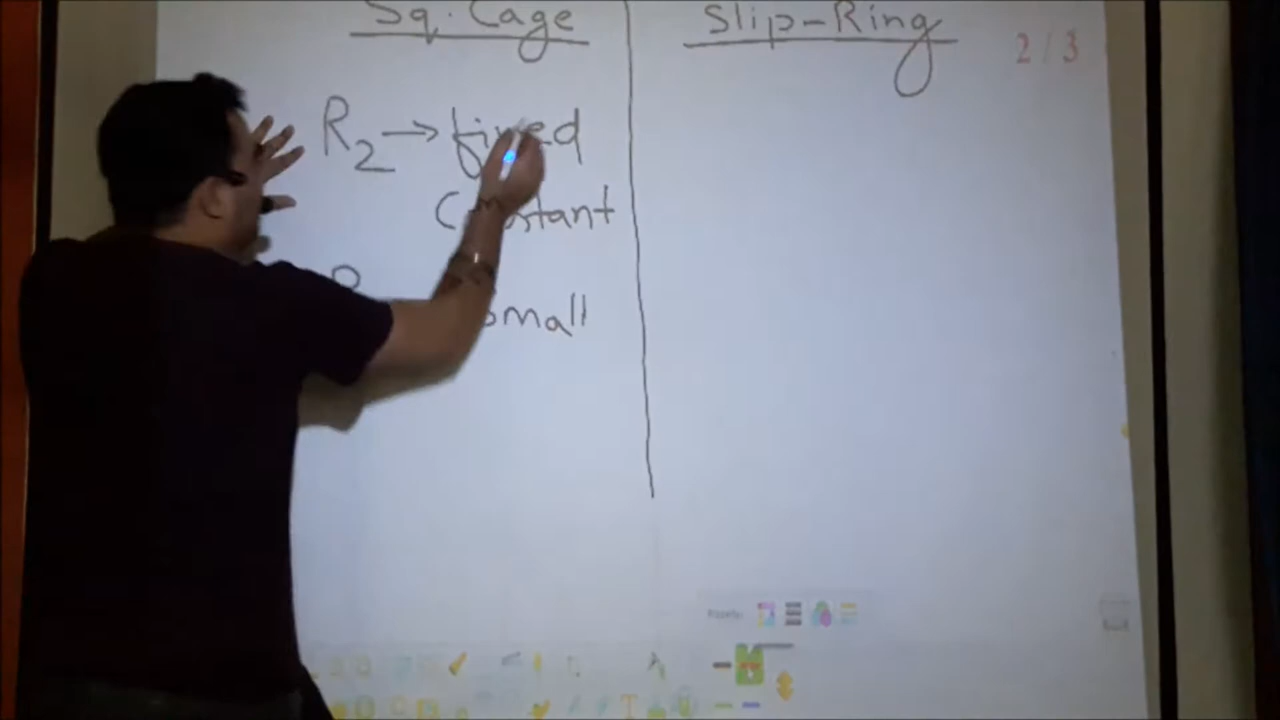 Sq. Cage
Slip-Ring
2/3
R2 → fixed
Constant
R
small